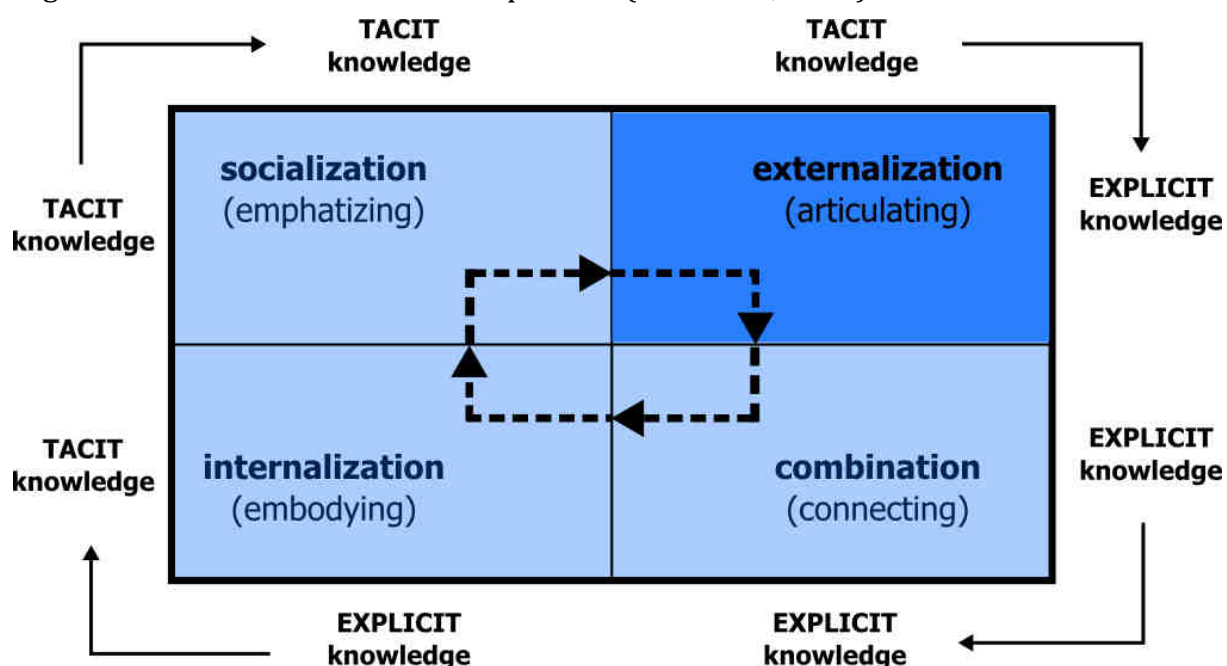 TACIT
knowledge
TACIT
knowledge
socialization
(emphatizing)
externalization
(articulating)
TACIT
knowledge
EXPLICIT
knowledge
TACIT
knowledge
internalization
(embodying)
combination
(connecting)
EXPLICIT
knowledge
EXPLICIT
knowledge
EXPLICIT
knowledge